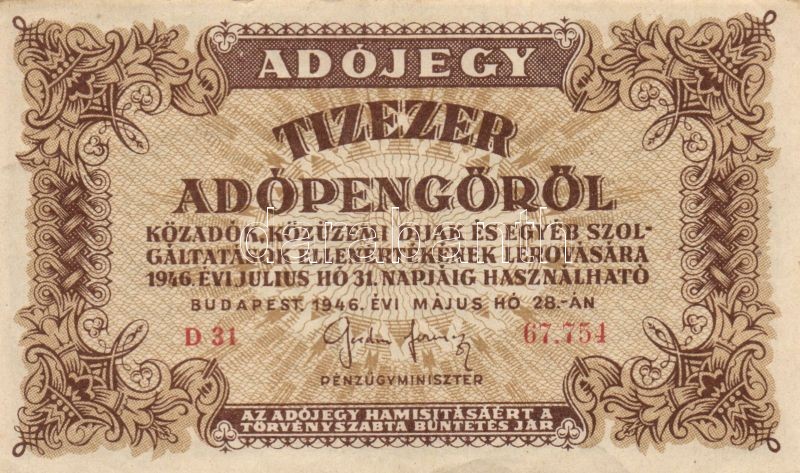 ADÓJEGY
TIZEZER
ADÓPENGŐRŐL
KÖZADÓK, KÖZÜZEMI DIJAK ÉS EGYÉB SZOL-
GÁLTATÁSOK ELLENÉRTÉKÉNEK LEROVÁSÁRA
1946. ÉVI JULIUS HÓ 31. NAPJÁIG HASZNÁLHATÓ
BUDAPEST, 1946. ÉVI MÁJUS HÓ 28.-ÁN
D 31 67.754
PÉNZÜGYMINISZTER
AZ ADÓJEGY HAMISITÁSAÉRT A
TÖRVÉNYSZABTA BÜNTETÉS JÁR